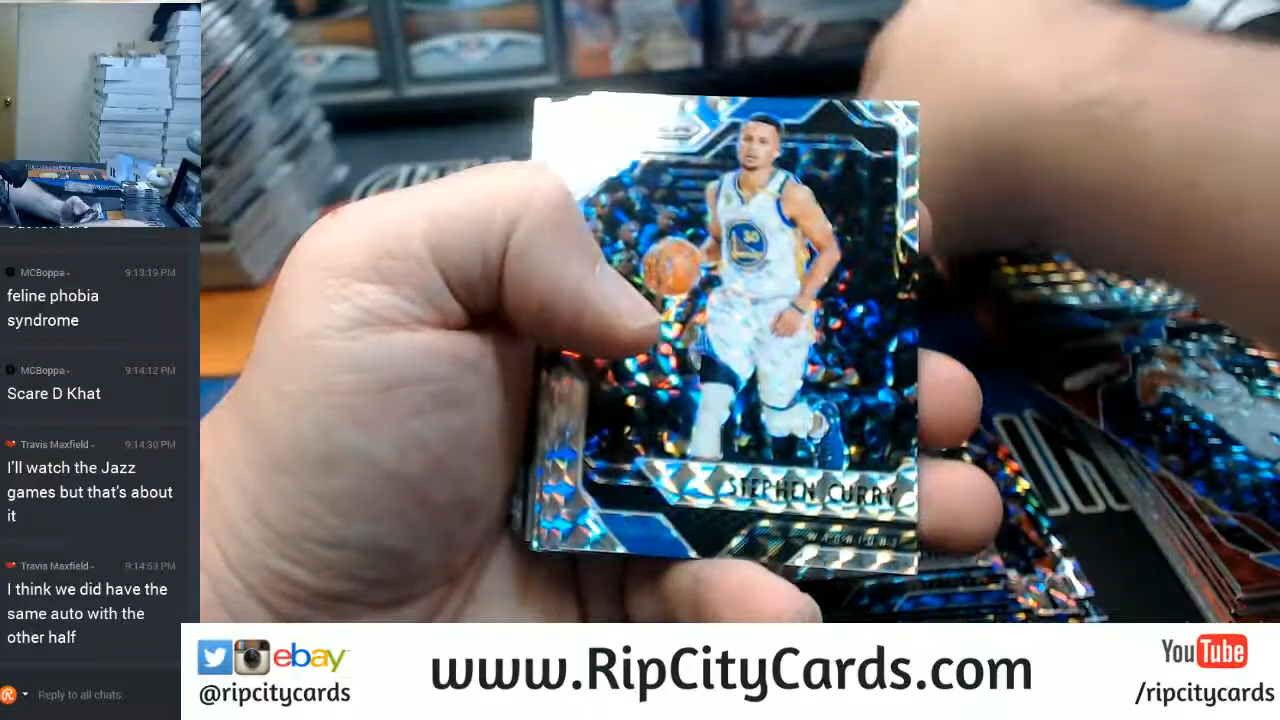 MCBoppa - 9:13:19 PM
feline phobia
syndrome
MCBoppa - 9:14:12 PM
Scare D Khat
Travis Maxfield - 9:14:30 PM
I'll watch the Jazz
games but that's about
it
Travis Maxfield - 9:14:53 PM
I think we did have the
same auto with the
other half
Reply to all chats:
30
STEPHEN CURRY
WARRIORS
ebay
@ripcitycards
www.RipCityCards.com
YouTube
/ripcitycards